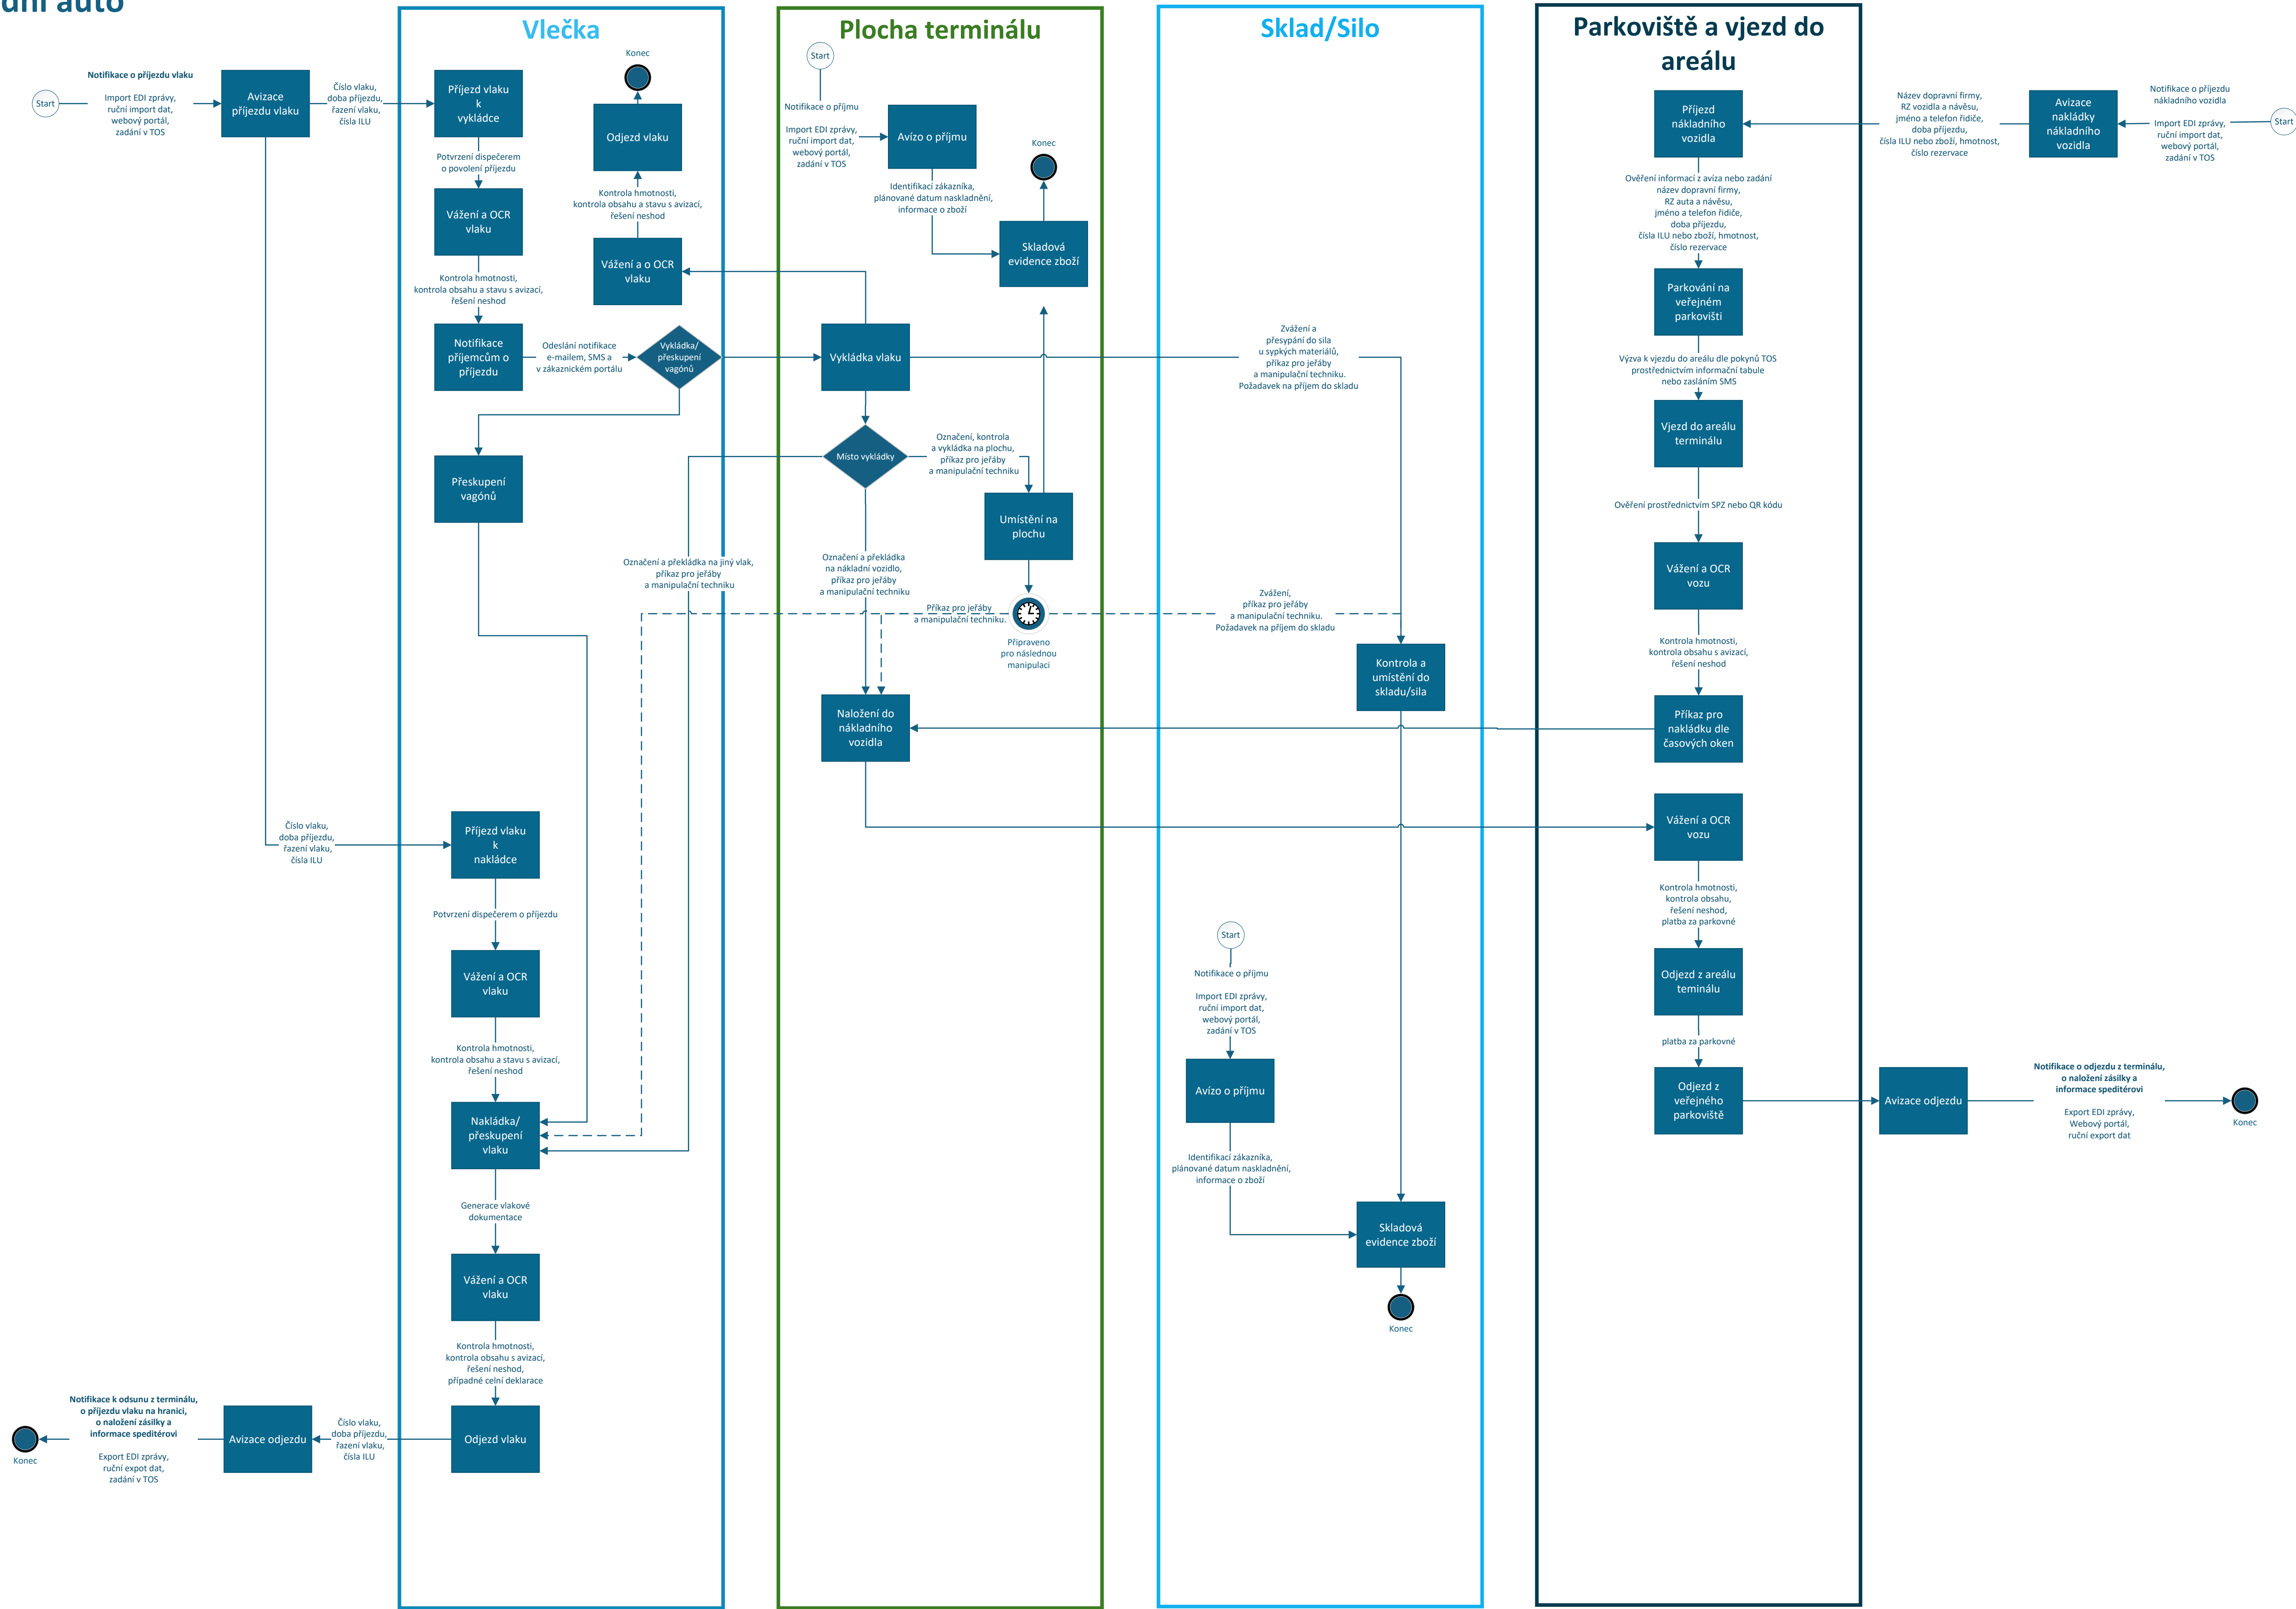 dní auto
Vlečka
Plocha terminálu
Sklad/Silo
Parkoviště a vjezd do
areálu
Start
Notifikace o příjezdu vlaku
Import EDI zprávy,
ruční import dat,
webový portál,
zadání v TOS
Avizace
příjezdu vlaku
Číslo vlaku,
doba příjezdu,
řazení vlaku,
čísla ILU
Příjezd vlaku
k
vykládce
Potvrzení dispečerem
o povolení příjezdu
Vážení a OCR
vlaku
Kontrola hmotnosti,
kontrola obsahu a stavu s avizací,
řešení neshod
Notifikace
příjemcům o
příjezdu
Odeslání notifikace
e-mailem, SMS a
v zákaznickém portálu
Vykládka/
přeskupení
vagónů
Přeskupení
vagónů
Konec
Odjezd vlaku
Kontrola hmotnosti,
kontrola obsahu a stavu s avizací,
řešení neshod
Vážení a o OCR
vlaku
Označení a překládka na jiný vlak,
příkaz pro jeřáby
a manipulační techniku
Číslo vlaku,
doba příjezdu,
řazení vlaku,
čísla ILU
Příjezd vlaku
k
nakládce
Potvrzení dispečerem o příjezdu
Vážení a OCR
vlaku
Kontrola hmotnosti,
kontrola obsahu a stavu s avizací,
řešení neshod
Nakládka/
přeskupení
vlaku
Generace vlakové
dokumentace
Vážení a OCR
vlaku
Kontrola hmotnosti,
kontrola obsahu s avizací,
řešení neshod,
případné celní deklarace
Odjezd vlaku
Číslo vlaku,
doba příjezdu,
řazení vlaku,
čísla ILU
Avizace odjezdu
Notifikace k odsunu z terminálu,
o příjezdu vlaku na hranici,
o naložení zásilky a
informace speditérovi
Export EDI zprávy,
ruční expot dat,
zadání v TOS
Konec
Start
Notifikace o příjmu
Import EDI zprávy,
ruční import dat,
webový portál,
zadání v TOS
Avízo o příjmu
Identifikací zákazníka,
plánované datum naskladnění,
informace o zboží
Konec
Skladová
evidence zboží
Vykládka vlaku
Místo vykládky
Označení, kontrola
a vykládka na plochu,
příkaz pro jeřáby
a manipulační techniku
Umístění na
plochu
Označení a překládka
na nákladní vozidlo,
příkaz pro jeřáby
a manipulační techniku
Příkaz pro jeřáby
a manipulační techniku.
Připraveno
pro následnou
manipulaci
Naložení do
nákladního
vozidla
Zvážení a
přesypání do sila
u sypkých materiálů,
příkaz pro jeřáby
a manipulační techniku.
Požadavek na příjem do skladu
Zvážení,
příkaz pro jeřáby
a manipulační techniku.
Požadavek na příjem do skladu
Kontrola a
umístění do
skladu/sila
Start
Notifikace o příjmu
Import EDI zprávy,
ruční import dat,
webový portál,
zadání v TOS
Avízo o příjmu
Identifikací zákazníka,
plánované datum naskladnění,
informace o zboží
Skladová
evidence zboží
Konec
Start
Notifikace o příjezdu
nákladního vozidla
Import EDI zprávy,
ruční import dat,
webový portál,
zadání v TOS
Avizace
nakládky
nákladního
vozidla
Název dopravní firmy,
RZ vozidla a návěsu,
jméno a telefon řidiče,
doba příjezdu,
čísla ILU nebo zboží, hmotnost,
číslo rezervace
Příjezd
nákladního
vozidla
Ověření informací z avíza nebo zadání
název dopravní firmy,
RZ auta a návěsu,
jméno a telefon řidiče,
doba příjezdu,
čísla ILU nebo zboží, hmotnost,
číslo rezervace
Parkování na
veřejném
parkovišti
Výzva k vjezdu do areálu dle pokynů TOS
prostřednictvím informační tabule
nebo zasláním SMS
Vjezd do areálu
terminálu
Ověření prostřednictvím SPZ nebo QR kódu
Vážení a OCR
vozu
Kontrola hmotnosti,
kontrola obsahu s avizací,
řešení neshod
Příkaz pro
nakládku dle
časových oken
Vážení a OCR
vozu
Kontrola hmotnosti,
kontrola obsahu,
řešení neshod,
platba za parkovné
Odjezd z areálu
teminálu
platba za parkovné
Odjezd z
veřejného
parkoviště
Avizace odjezdu
Notifikace o odjezdu z terminálu,
o naložení zásilky a
informace speditérovi
Export EDI zprávy,
Webový portál,
ruční export dat
Konec